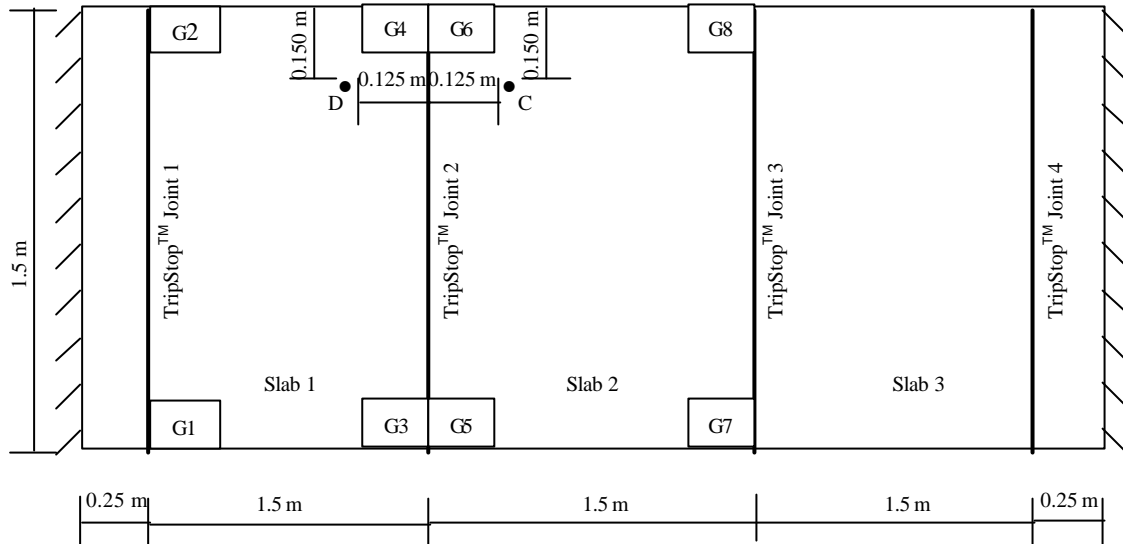 G2
G4
G6
G8
0.150 m
0.150 m
0.125 m
0.125 m
D
C
TripStop™ Joint 1
TripStop™ Joint 2
TripStop™ Joint 3
TripStop™ Joint 4
1.5 m
Slab 1
Slab 2
Slab 3
G1
G3
G5
G7
0.25 m
1.5 m
1.5 m
1.5 m
0.25 m